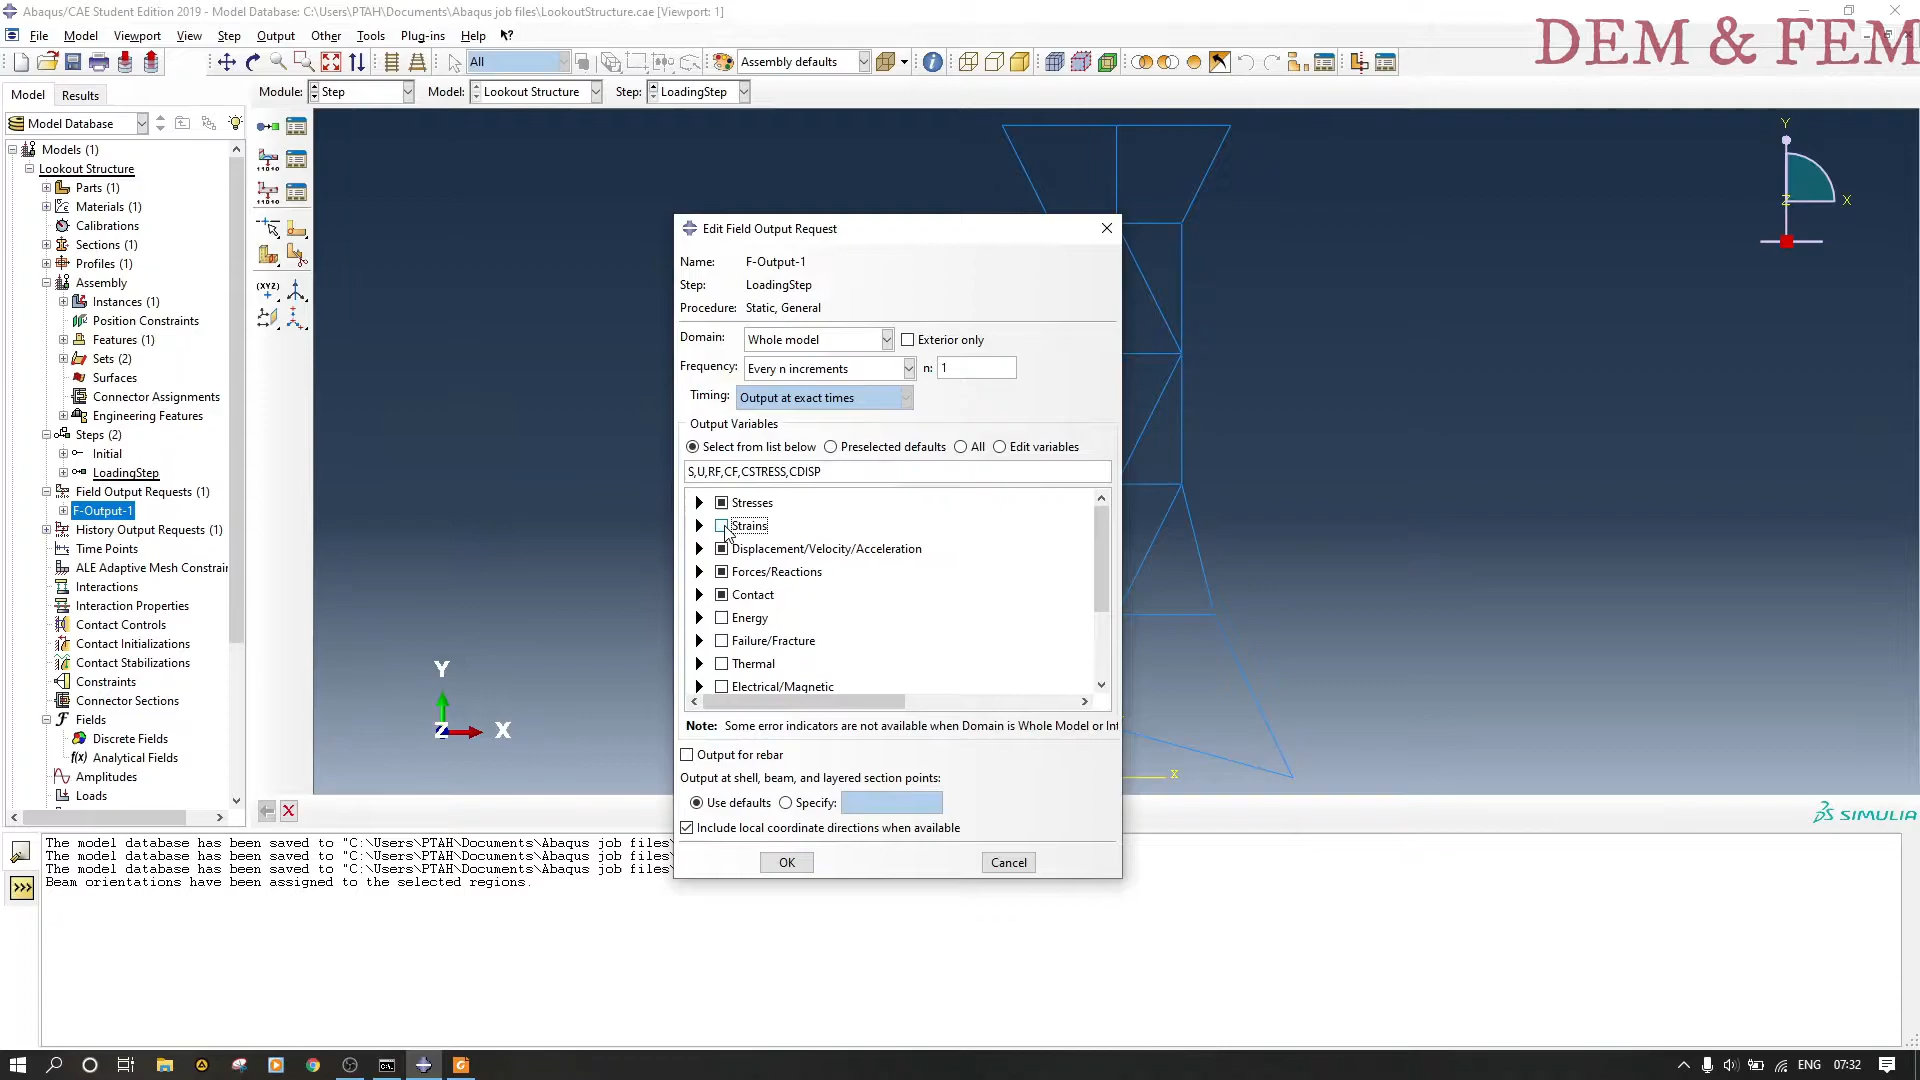 Abaqus/CAE Student Edition 2019 - Model Database: C:\Users\PTAH\Documents\Abaqus job files\LookoutStructure.cae [Viewport: 1]
DEM & FEM
File Model Viewport View Step Output Other Tools Plug-ins Help
All
Assembly defaults
Model Results
Module: Step Model: Lookout Structure Step: LoadingStep
Model Database
Models (1)
Lookout Structure
Parts (1)
Materials (1)
Calibrations
Sections (1)
Profiles (1)
Assembly
Instances (1)
Position Constraints
Features (1)
Sets (2)
Surfaces
Connector Assignments
Engineering Features
Steps (2)
Initial
LoadingStep
Field Output Requests (1)
F-Output-1
History Output Requests (1)
Time Points
ALE Adaptive Mesh Constrain
Interactions
Interaction Properties
Contact Controls
Contact Initializations
Contact Stabilizations
Constraints
Connector Sections
Fields
Discrete Fields
Analytical Fields
Amplitudes
Loads
(XYZ)
Y
Z X
Y
Z X
X
Edit Field Output Request
Name: F-Output-1
Step: LoadingStep
Procedure: Static, General
Domain: Whole model Exterior only
Frequency: Every n increments n: 1
Timing: Output at exact times
Output Variables
Select from list below Preselected defaults All Edit variables
S,U,RF,CF,CSTRESS,CDISP
Stresses
Strains
Displacement/Velocity/Acceleration
Forces/Reactions
Contact
Energy
Failure/Fracture
Thermal
Electrical/Magnetic
Note: Some error indicators are not available when Domain is Whole Model or Int
Output for rebar
Output at shell, beam, and layered section points:
Use defaults Specify:
Include local coordinate directions when available
OK Cancel
SIMULIA
The model database has been saved to "C:\Users\PTAH\Documents\Abaqus job files\
The model database has been saved to "C:\Users\PTAH\Documents\Abaqus job files\
The model database has been saved to "C:\Users\PTAH\Documents\Abaqus job files\
Beam orientations have been assigned to the selected regions.
>>>
ENG 07:32